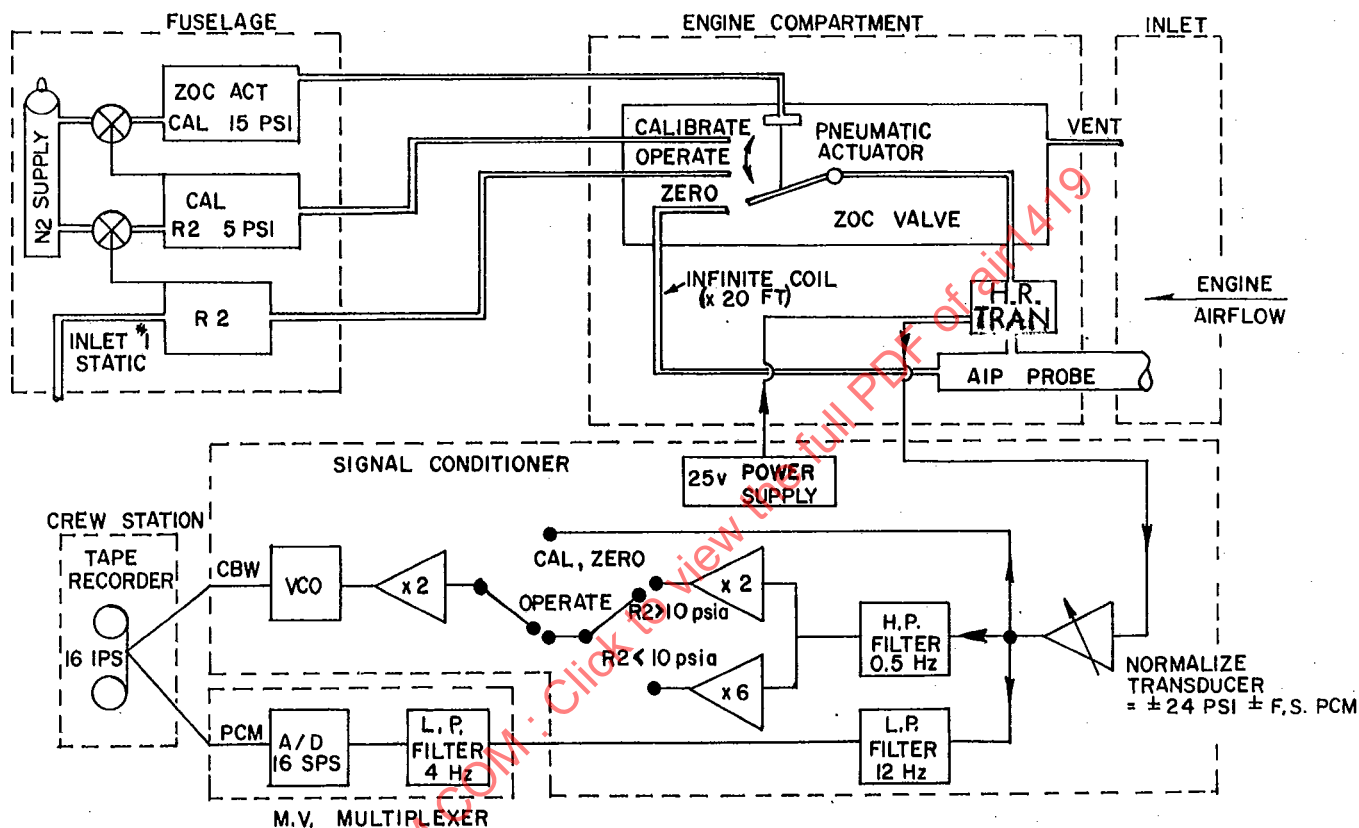 FUSELAGE
ENGINE COMPARTMENT
INLET
N2 SUPPLY
ZOC ACT
CAL 15 PSI
CAL
R2 5 PSI
R2
INLET #1
STATIC
CALIBRATE
OPERATE
ZERO
PNEUMATIC
ACTUATOR
ZOC VALVE
VENT
INFINITE COIL
(x 20 FT)
H.R.
TRAN
AIP PROBE
ENGINE
AIRFLOW
SIGNAL CONDITIONER
25v POWER
SUPPLY
CREW STATION
TAPE
RECORDER
16 IPS
CBW
VCO
x 2
CAL, ZERO
OPERATE
R2>10 psia
R2<10 psia
x 2
x 6
H.P.
FILTER
0.5 Hz
NORMALIZE
TRANSDUCER
= ±24 PSI ± F.S. PCM
PCM
A/D
16 SPS
L.P.
FILTER
4 Hz
L.P.
FILTER
12 Hz
M.V. MULTIPLEXER
COM : Click to view the full PDF of air1419